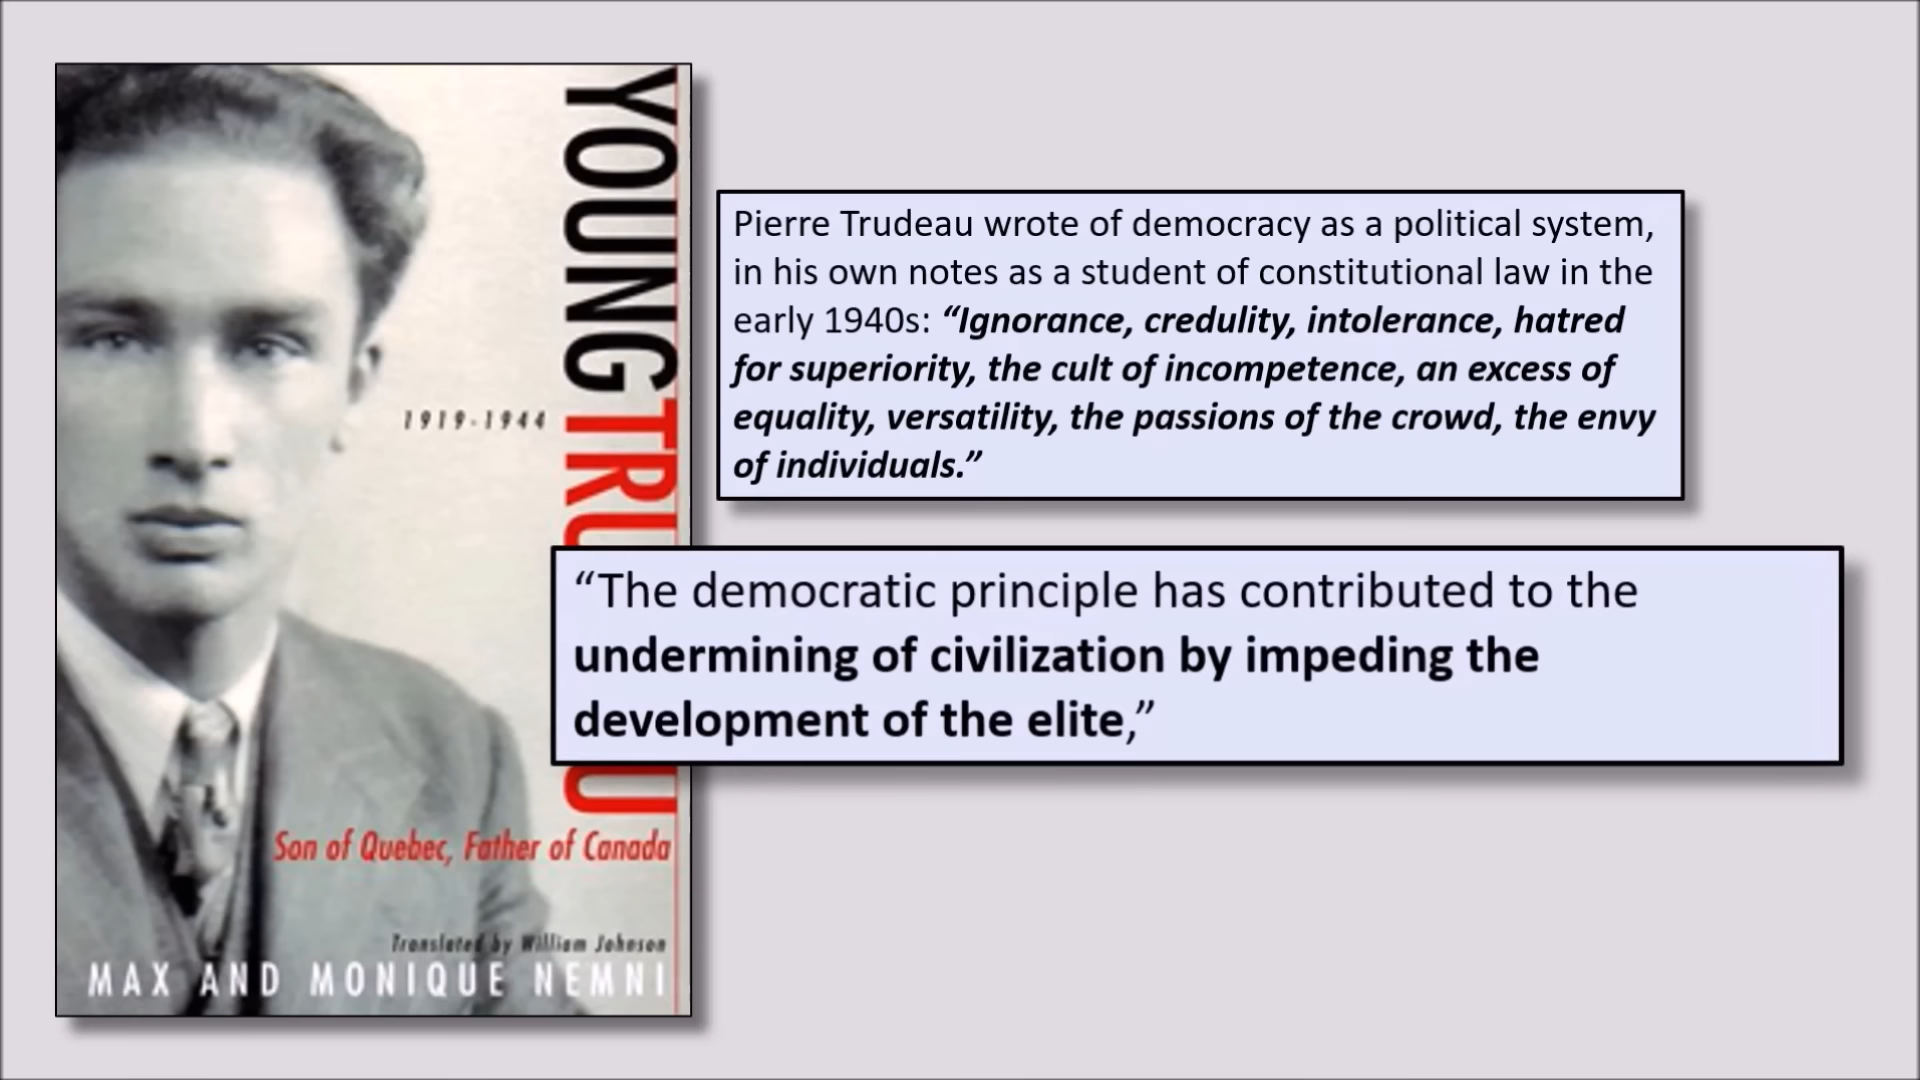 YOUNG TRU U
1919-1944
Son of Quebec, Father of Canada
Translated by William Johnson
MAX AND MONIQUE NEMNI
Pierre Trudeau wrote of democracy as a political system,
in his own notes as a student of constitutional law in the
early 1940s: “Ignorance, credulity, intolerance, hatred
for superiority, the cult of incompetence, an excess of
equality, versatility, the passions of the crowd, the envy
of individuals.”
“The democratic principle has contributed to the
undermining of civilization by impeding the
development of the elite,”